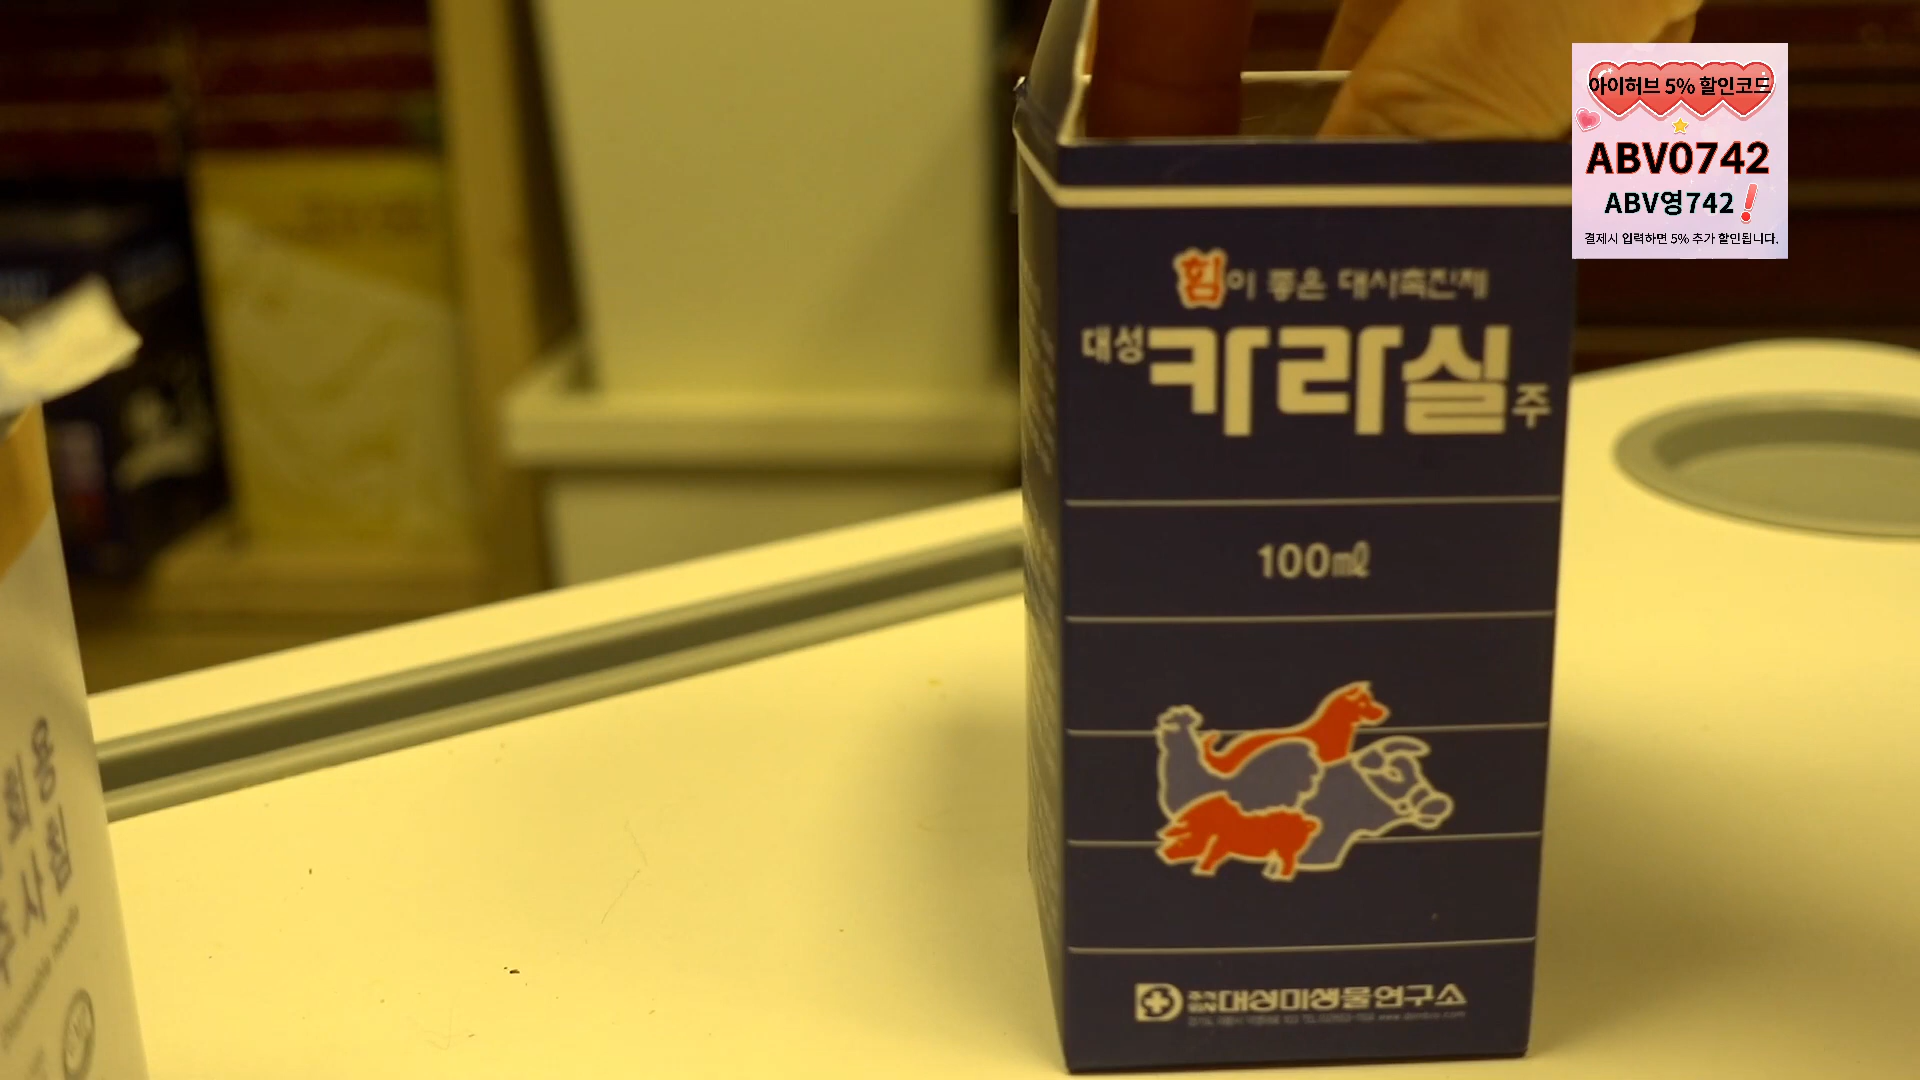 아이허브 5% 할인코드
ABV0742
ABV영742!
결제시 입력하면 5% 추가 할인됩니다.
힘이 좋은 대사촉진제
대성 카라실 주
100㎖
대성미생물연구소
회용
주사침